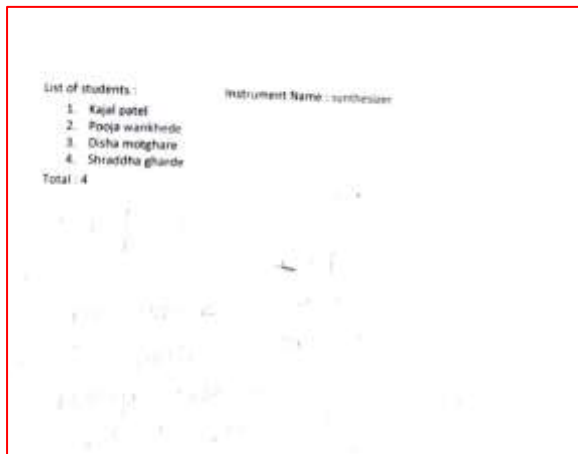 List of students :
Instrument Name : synthesizer
1. Kajal patel
2. Pooja wankhede
3. Disha motghare
4. Shraddha gharde
Total : 4